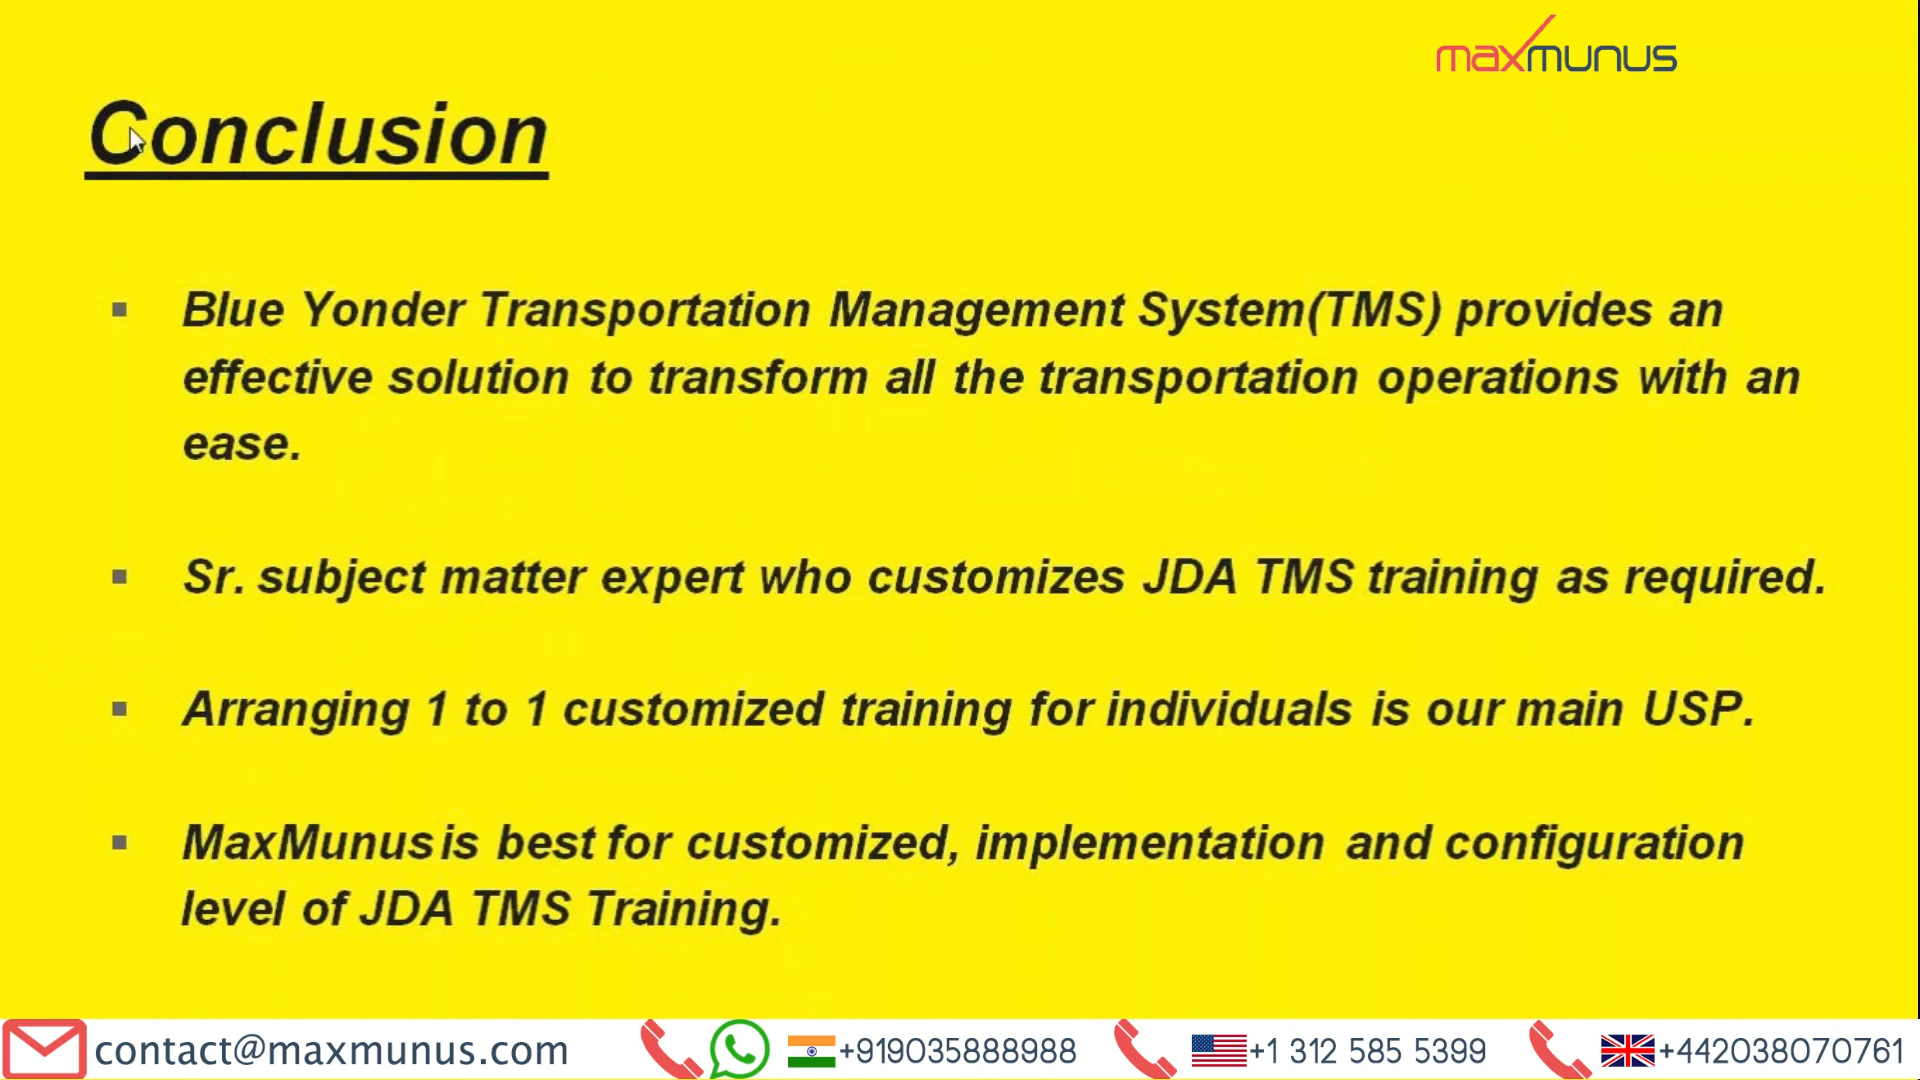 maxmunus
Conclusion
▪ Blue Yonder Transportation Management System(TMS) provides an
effective solution to transform all the transportation operations with an
ease.
▪ Sr. subject matter expert who customizes JDA TMS training as required.
▪ Arranging 1 to 1 customized training for individuals is our main USP.
▪ MaxMunus is best for customized, implementation and configuration
level of JDA TMS Training.
contact@maxmunus.com +919035888988 +1 312 585 5399 +442038070761